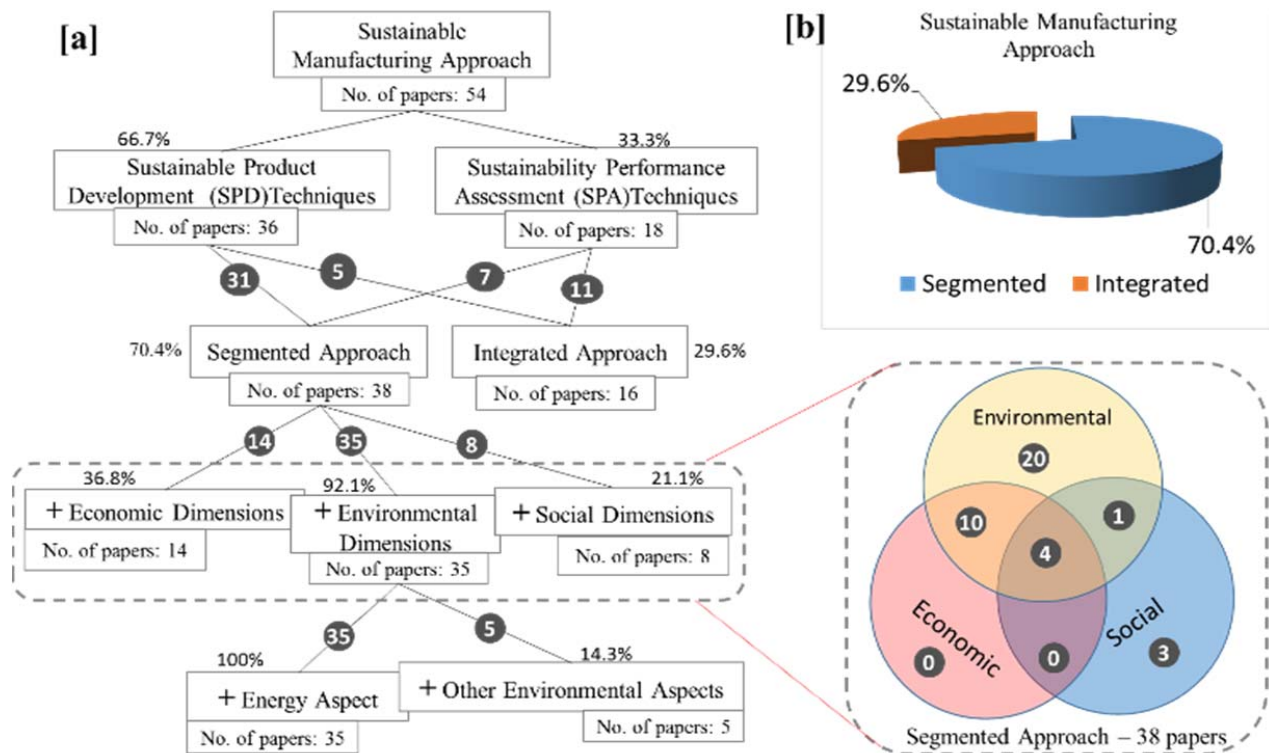 [a]
Sustainable
Manufacturing Approach
No. of papers: 54
66.7%
33.3%
Sustainable Product
Development (SPD)Techniques
No. of papers: 36
Sustainability Performance
Assessment (SPA)Techniques
No. of papers: 18
31
5
7
11
70.4%
Segmented Approach
No. of papers: 38
Integrated Approach
29.6%
No. of papers: 16
14
35
8
36.8%
92.1%
21.1%
+ Economic Dimensions
No. of papers: 14
+ Environmental
Dimensions
No. of papers: 35
+ Social Dimensions
No. of papers: 8
35
5
100%
14.3%
+ Energy Aspect
No. of papers: 35
+ Other Environmental Aspects
No. of papers: 5
[b]
Sustainable Manufacturing
Approach
29.6%
70.4%
Segmented
Integrated
Environmental
20
10
1
4
Economic
Social
0
0
3
Segmented Approach – 38 papers